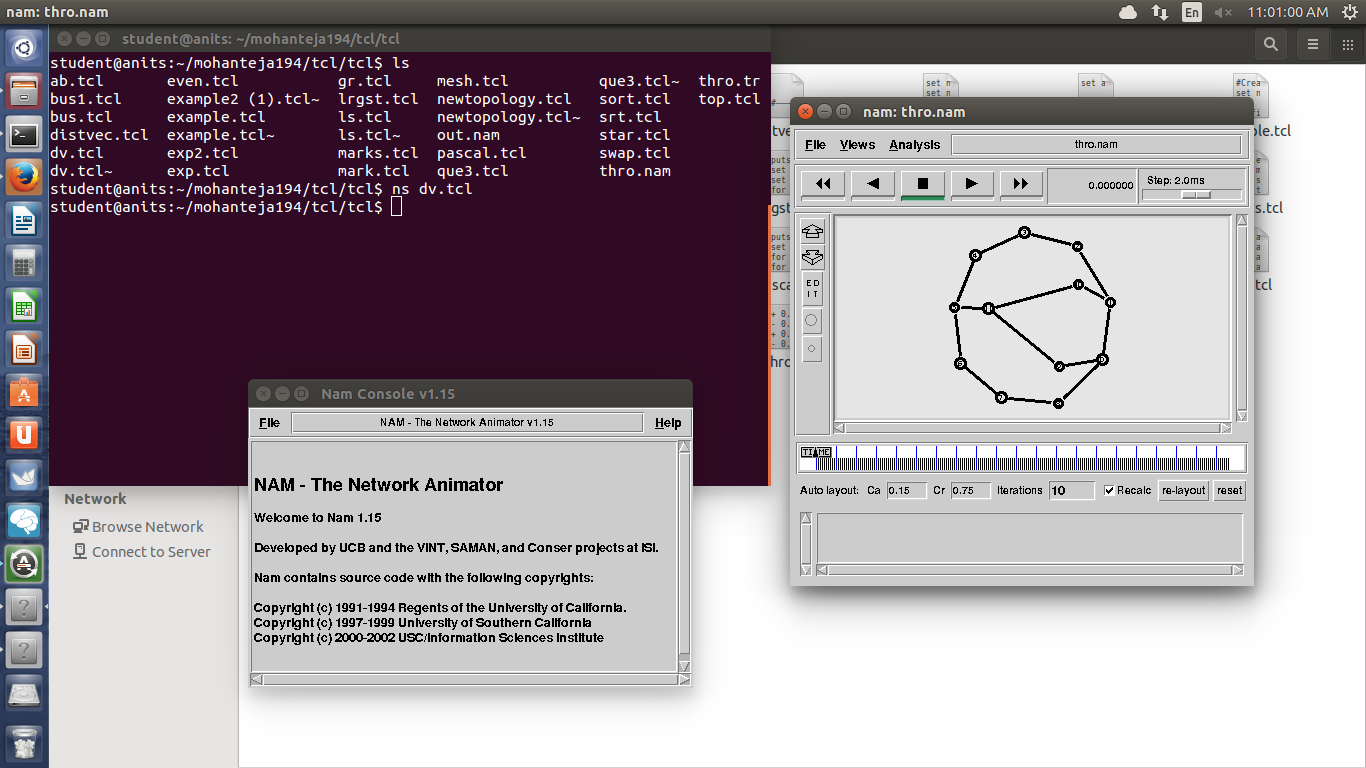 nam: thro.nam
En
11:01:00 AM
student@anits: ~/mohanteja194/tcl/tcl
student@anits:~/mohanteja194/tcl/tcl$ ls
ab.tcl even.tcl gr.tcl mesh.tcl que3.tcl~ thro.tr
bus1.tcl example2 (1).tcl~ lrgst.tcl newtopology.tcl sort.tcl top.tcl
bus.tcl example.tcl ls.tcl newtopology.tcl~ srt.tcl
distvec.tcl example.tcl~ ls.tcl~ out.nam star.tcl
dv.tcl exp2.tcl marks.tcl pascal.tcl swap.tcl
dv.tcl~ exp.tcl mark.tcl que3.tcl thro.nam
student@anits:~/mohanteja194/tcl/tcl$ ns dv.tcl
student@anits:~/mohanteja194/tcl/tcl$
Network
Browse Network
Connect to Server
Nam Console v1.15
File
NAM - The Network Animator v1.15
Help
NAM - The Network Animator
Welcome to Nam 1.15
Developed by UCB and the VINT, SAMAN, and Conser projects at ISI.
Nam contains source code with the following copyrights:
Copyright (c) 1991-1994 Regents of the University of California.
Copyright (c) 1997-1999 University of Southern California
Copyright (c) 2000-2002 USC/Information Sciences Institute
nam: thro.nam
File Views Analysis
thro.nam
0.000000
Step: 2.0ms
ED
IT
TIME
Auto layout: Ca 0.15 Cr 0.75 Iterations 10 Recalc re-layout reset